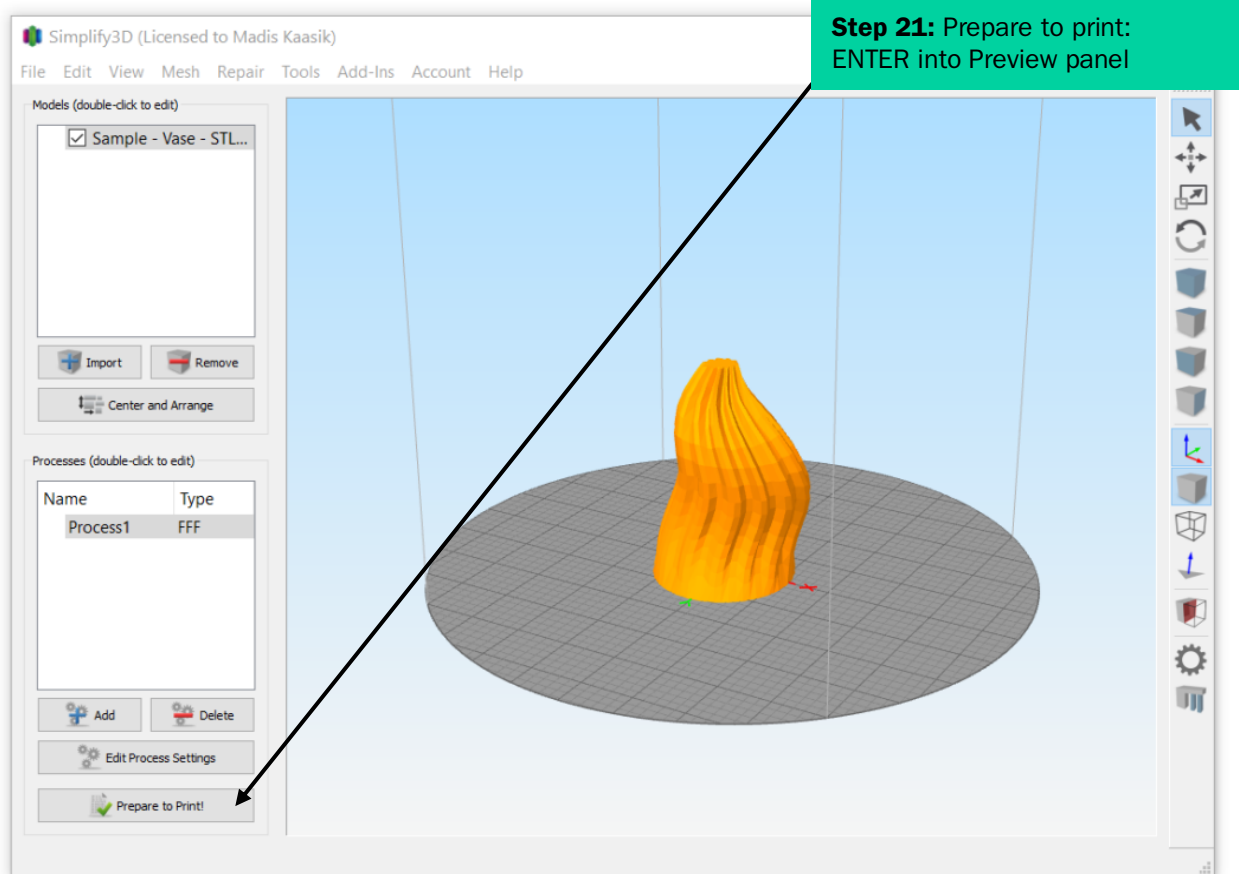 Step 21: Prepare to print:
ENTER into Preview panel
Simplify3D (Licensed to Madis Kaasik)
File Edit View Mesh Repair Tools Add-Ins Account Help
Models (double-click to edit)
Sample - Vase - STL...
Import Remove
Center and Arrange
Processes (double-click to edit)
Name Type
Process1 FFF
Add Delete
Edit Process Settings
Prepare to Print!